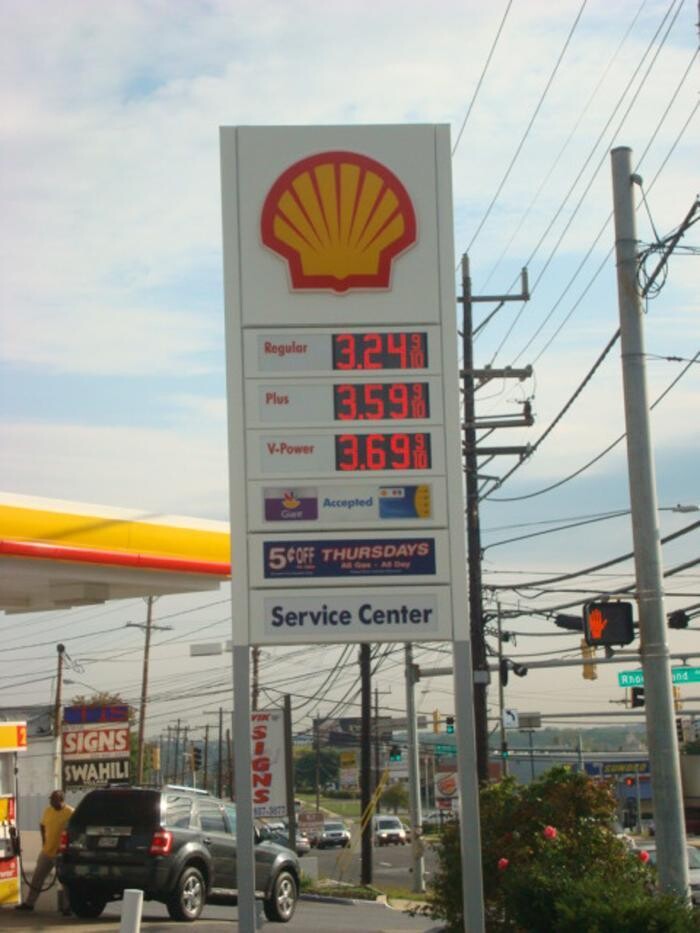 Regular 3.24 9/10
Plus 3.59 9/10
V-Power 3.69 9/10
Giant Accepted
5¢ OFF THURSDAYS
All Gas - All Day
Service Center
SIGNS
SWAHILI
SIGNS
SUNOCO